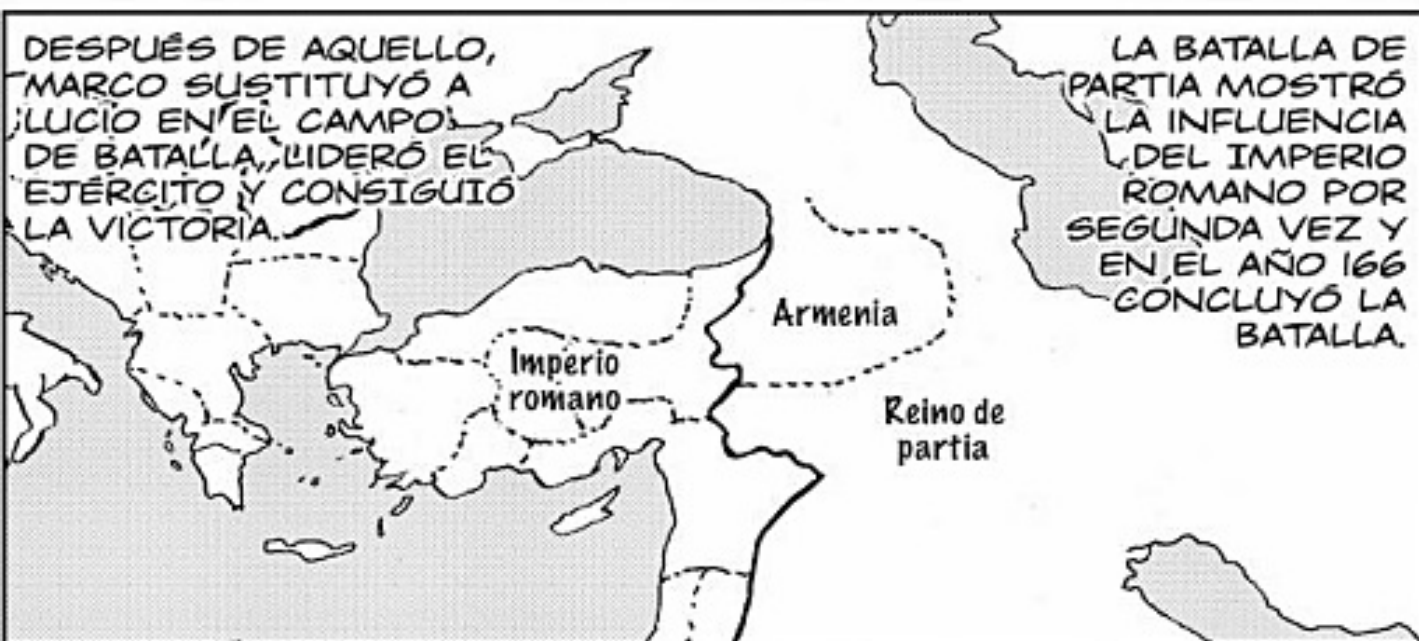 DESPUÉS DE AQUELLO,
MARCO SUSTITUYÓ A
LUCIO EN EL CAMPO
DE BATALLA, LIDERÓ EL
EJÉRCITO Y CONSIGUIÓ
LA VICTORIA.
LA BATALLA DE
PARTIA MOSTRÓ
LA INFLUENCIA
DEL IMPERIO
ROMANO POR
SEGUNDA VEZ Y
EN EL AÑO 166
CONCLUYÓ LA
BATALLA.
Armenia
Imperio
romano
Reino de
partia